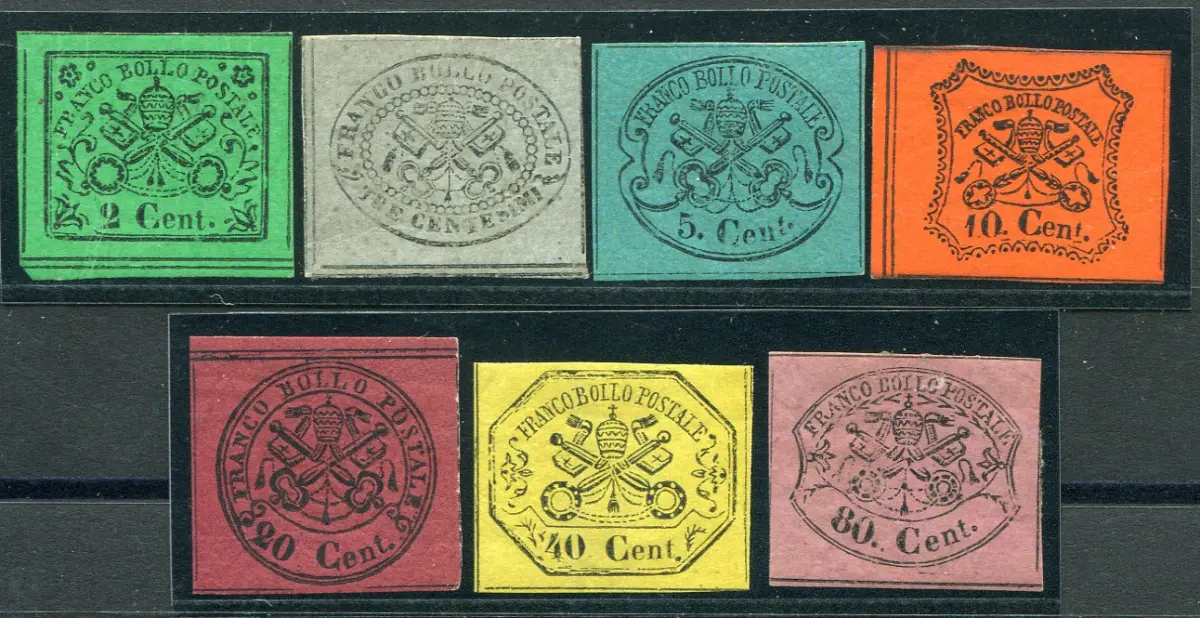 FRANCO BOLLO POSTALE
2 Cent.
FRANCO BOLLO POSTALE
TRE CENTESIMI
FRANCO BOLLO POSTALE
5. Cent.
FRANCO BOLLO POSTALE
10. Cent.
FRANCO BOLLO POSTALE
20 Cent.
FRANCO BOLLO POSTALE
40 Cent.
FRANCO BOLLO POSTALE
80. Cent.